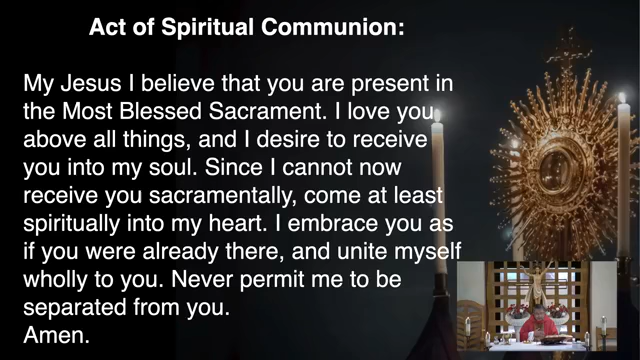 Act of Spiritual Communion:
My Jesus I believe that you are present in
the Most Blessed Sacrament. I love you
above all things, and I desire to receive
you into my soul. Since I cannot now
receive you sacramentally, come at least
spiritually into my heart. I embrace you as
if you were already there, and unite myself
wholly to you. Never permit me to be
separated from you.
Amen.